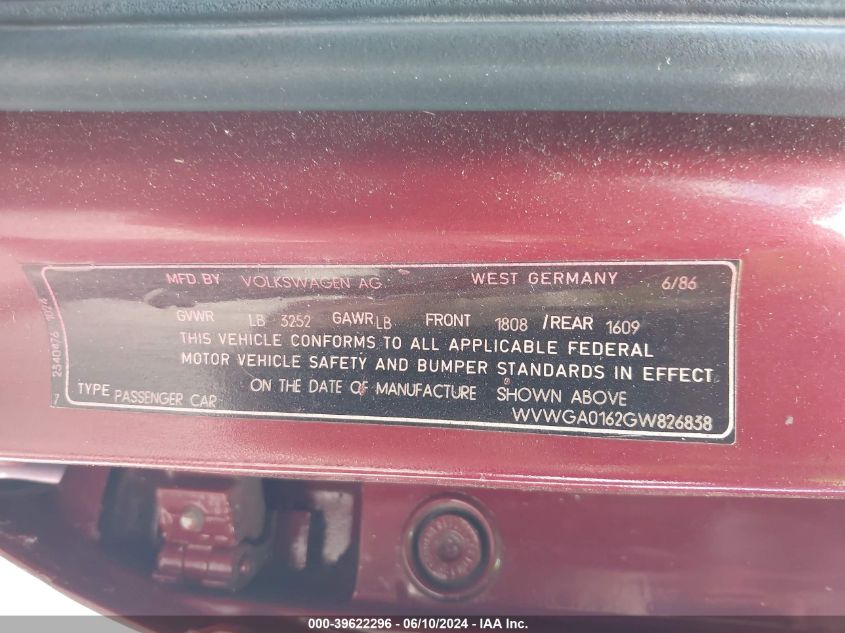 MFD. BY VOLKSWAGEN AG WEST GERMANY 6/86
GVWR LB 3252 GAWR LB FRONT 1808 /REAR 1609
THIS VEHICLE CONFORMS TO ALL APPLICABLE FEDERAL
MOTOR VEHICLE SAFETY AND BUMPER STANDARDS IN EFFECT
ON THE DATE OF MANUFACTURE SHOWN ABOVE
TYPE PASSENGER CAR
WVWGA0162GW826838
000-39622296 - 06/10/2024 - IAA Inc.